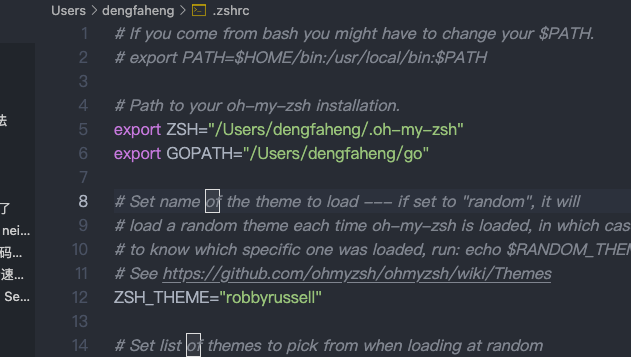 Users > dengfaheng > .zshrc
1 # If you come from bash you might have to change your $PATH.
2 # export PATH=$HOME/bin:/usr/local/bin:$PATH
3
法
4 # Path to your oh-my-zsh installation.
5 export ZSH="/Users/dengfaheng/.oh-my-zsh"
6 export GOPATH="/Users/dengfaheng/go"
7
了
8 # Set name of the theme to load --- if set to "random", it will
nei...
9 # load a random theme each time oh-my-zsh is loaded, in which cas
码...
10 # to know which specific one was loaded, run: echo $RANDOM_THEM
速...
11 # See https://github.com/ohmyzsh/ohmyzsh/wiki/Themes
Se...
12 ZSH_THEME="robbyrussell"
13
14 # Set list of themes to pick from when loading at random